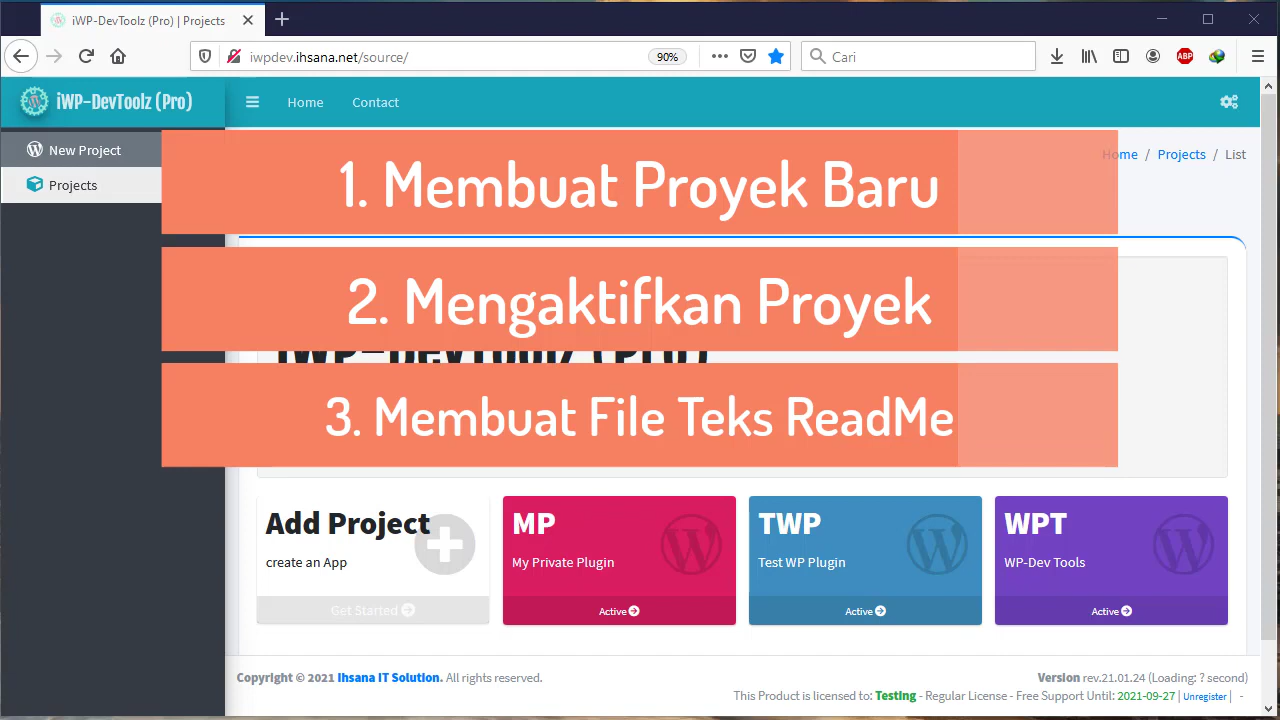 iWP-DevToolz (Pro) | Projects
iwpdev.ihsana.net/source/
90%
Cari
ABP
iWP-DevToolz (Pro)
Home
Contact
New Project
Projects
Home / Projects / List
1. Membuat Proyek Baru
2. Mengaktifkan Proyek
iWP-DevToolz (Pro)
3. Membuat File Teks ReadMe
Add Project
create an App
Get Started
MP
My Private Plugin
Active
TWP
Test WP Plugin
Active
WPT
WP-Dev Tools
Active
Copyright © 2021 Ihsana IT Solution. All rights reserved.
Version rev.21.01.24 (Loading: ? second)
This Product is licensed to: Testing - Regular License - Free Support Until: 2021-09-27 | Unregister | -